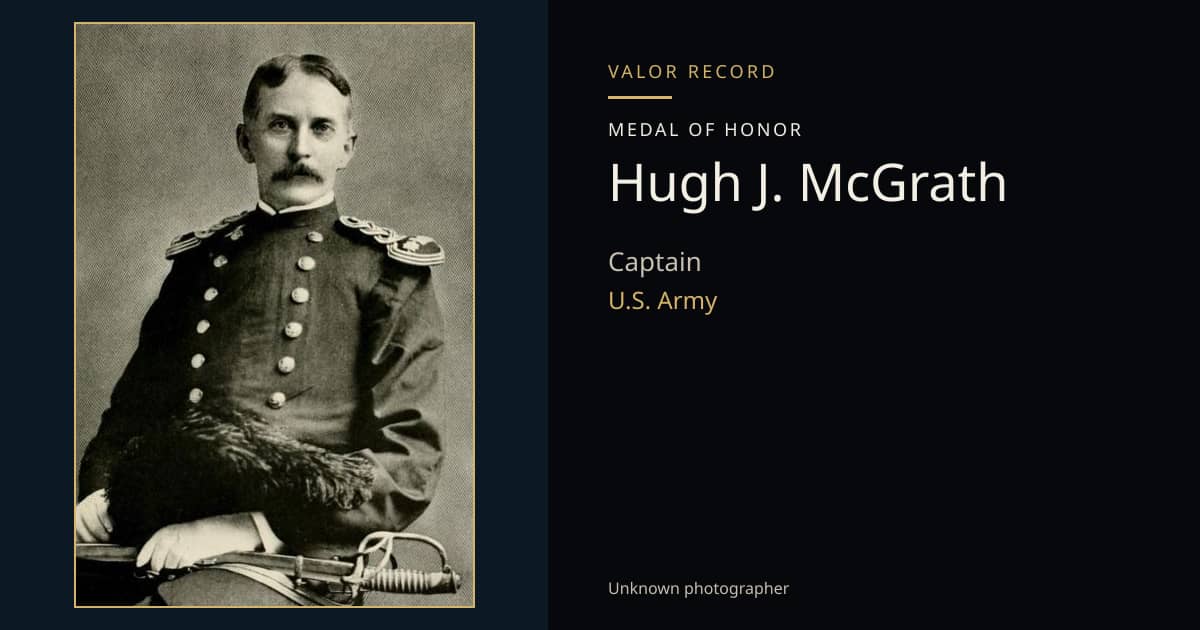 VALOR RECORD
MEDAL OF HONOR
Hugh J. McGrath
Captain
U.S. Army
Unknown photographer